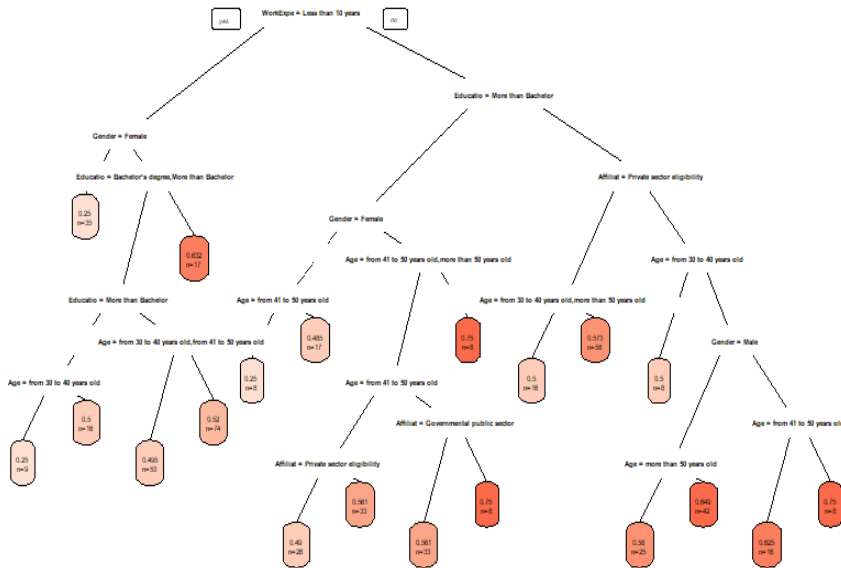 WorkExpe = Less than 10 years
yes
no
Educatio = More than Bachelor
Gender = Female
Educatio = Bachelor's degree,More than Bachelor
Affiliat = Private sector eligibility
0.25
n=35
Gender = Female
0.632
n=17
Age = from 41 to 50 years old,more than 50 years old
Age = from 30 to 40 years old
Educatio = More than Bachelor
Age = from 41 to 50 years old
Age = from 30 to 40 years old,more than 50 years old
0.485
n=17
0.75
n=8
0.573
n=58
Age = from 30 to 40 years old,from 41 to 50 years old
Gender = Male
0.25
n=8
0.5
n=16
0.5
n=8
Age = from 30 to 40 years old
Age = from 41 to 50 years old
0.5
n=16
0.52
n=74
Affiliat = Governmental public sector
Age = from 41 to 50 years old
0.25
n=9
0.495
n=53
Affiliat = Private sector eligibility
Age = more than 50 years old
0.561
n=33
0.75
n=8
0.649
n=42
0.75
n=8
0.49
n=26
0.561
n=33
0.56
n=25
0.625
n=16